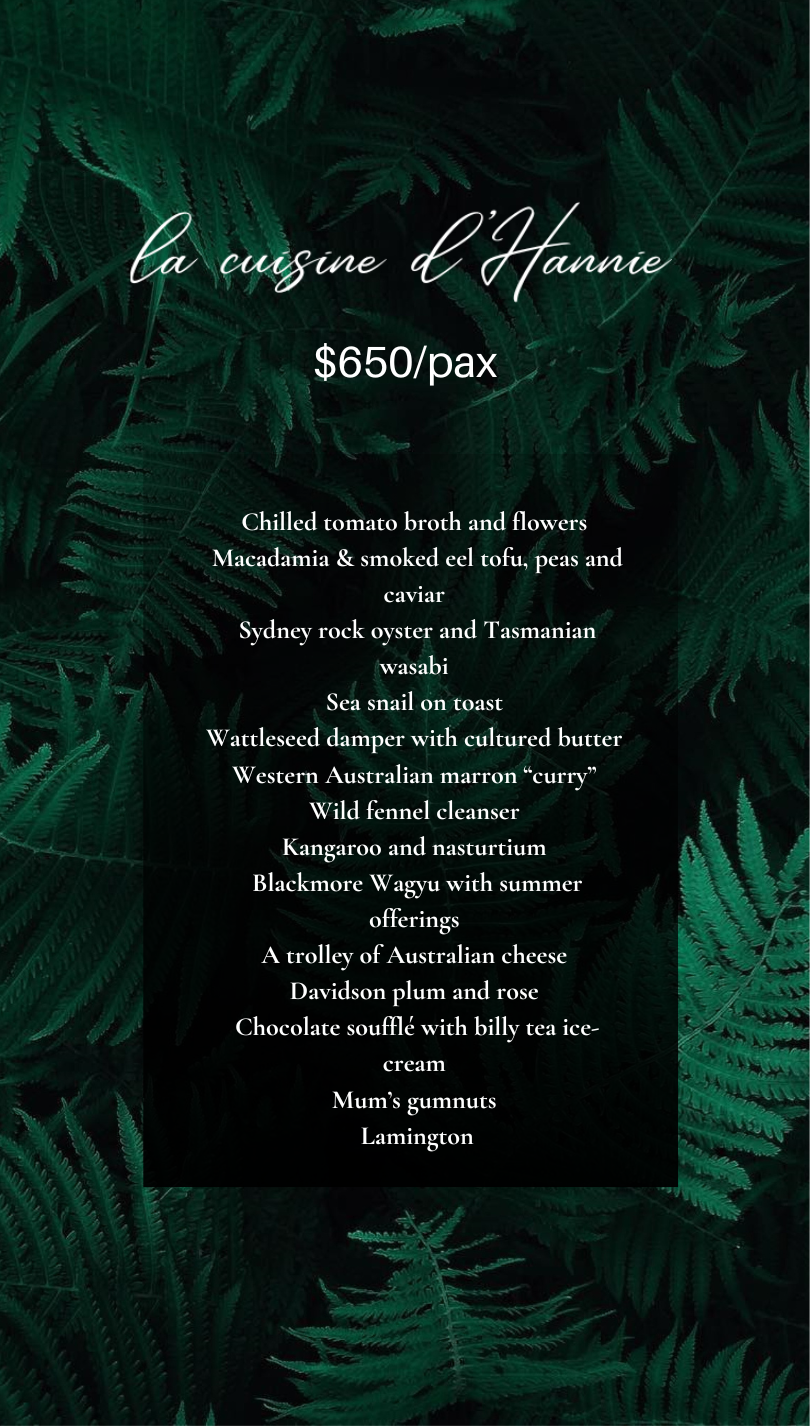 la cuisine d’Hannie
$650/pax
Chilled tomato broth and flowers
Macadamia & smoked eel tofu, peas and
caviar
Sydney rock oyster and Tasmanian
wasabi
Sea snail on toast
Wattleseed damper with cultured butter
Western Australian marron “curry”
Wild fennel cleanser
Kangaroo and nasturtium
Blackmore Wagyu with summer
offerings
A trolley of Australian cheese
Davidson plum and rose
Chocolate soufflé with billy tea ice-
cream
Mum’s gumnuts
Lamington